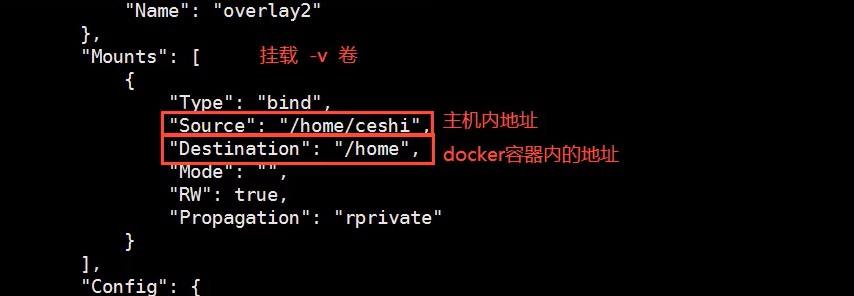 "Name": "overlay2"
},
"Mounts": [ 挂载 -v 卷
{
"Type": "bind",
"Source": "/home/ceshi", 主机内地址
"Destination": "/home", docker容器内的地址
"Mode": "",
"RW": true,
"Propagation": "rprivate"
}
],
"Config": {